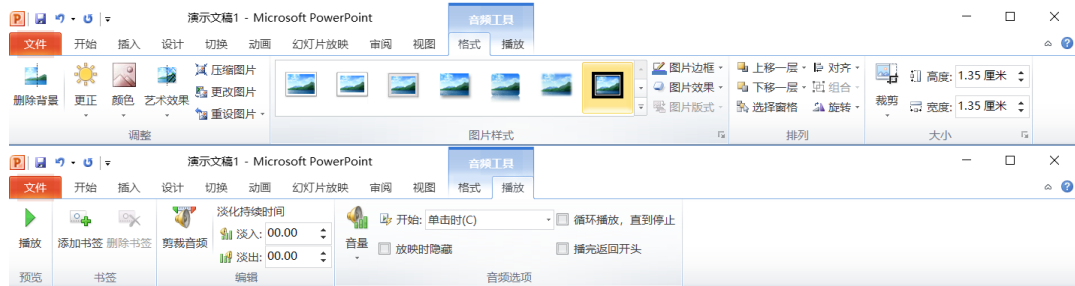 演示文稿1 - Microsoft PowerPoint 音频工具
文件 开始 插入 设计 切换 动画 幻灯片放映 审阅 视图 格式 播放
删除背景 更正 颜色 艺术效果 压缩图片 更改图片 重设图片
图片边框 图片效果 图片版式
上移一层 对齐 下移一层 组合 选择窗格 旋转
裁剪 高度: 1.35 厘米 宽度: 1.35 厘米
调整 图片样式 排列 大小
演示文稿1 - Microsoft PowerPoint 音频工具
文件 开始 插入 设计 切换 动画 幻灯片放映 审阅 视图 格式 播放
播放 添加书签 删除书签 剪裁音频
淡化持续时间
淡入: 00.00
淡出: 00.00
音量 开始: 单击时(C) 循环播放，直到停止
放映时隐藏 播完返回开头
预览 书签 编辑 音频选项